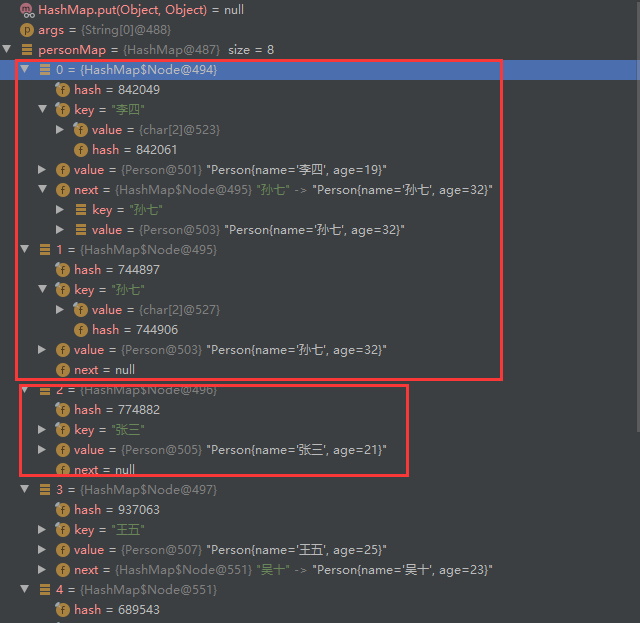 HashMap.put(Object, Object) = null
args = {String[0]@488}
personMap = {HashMap@487} size = 8
0 = {HashMap$Node@494}
hash = 842049
key = "李四"
value = {char[2]@523}
hash = 842061
value = {Person@501} "Person{name='李四', age=19}"
next = {HashMap$Node@495} "孙七" -> "Person{name='孙七', age=32}"
key = "孙七"
value = {Person@503} "Person{name='孙七', age=32}"
1 = {HashMap$Node@495}
hash = 744897
key = "孙七"
value = {char[2]@527}
hash = 744906
value = {Person@503} "Person{name='孙七', age=32}"
next = null
2 = {HashMap$Node@496}
hash = 774882
key = "张三"
value = {Person@505} "Person{name='张三', age=21}"
next = null
3 = {HashMap$Node@497}
hash = 937063
key = "王五"
value = {Person@507} "Person{name='王五', age=25}"
next = {HashMap$Node@551} "吴十" -> "Person{name='吴十', age=23}"
4 = {HashMap$Node@551}
hash = 689543